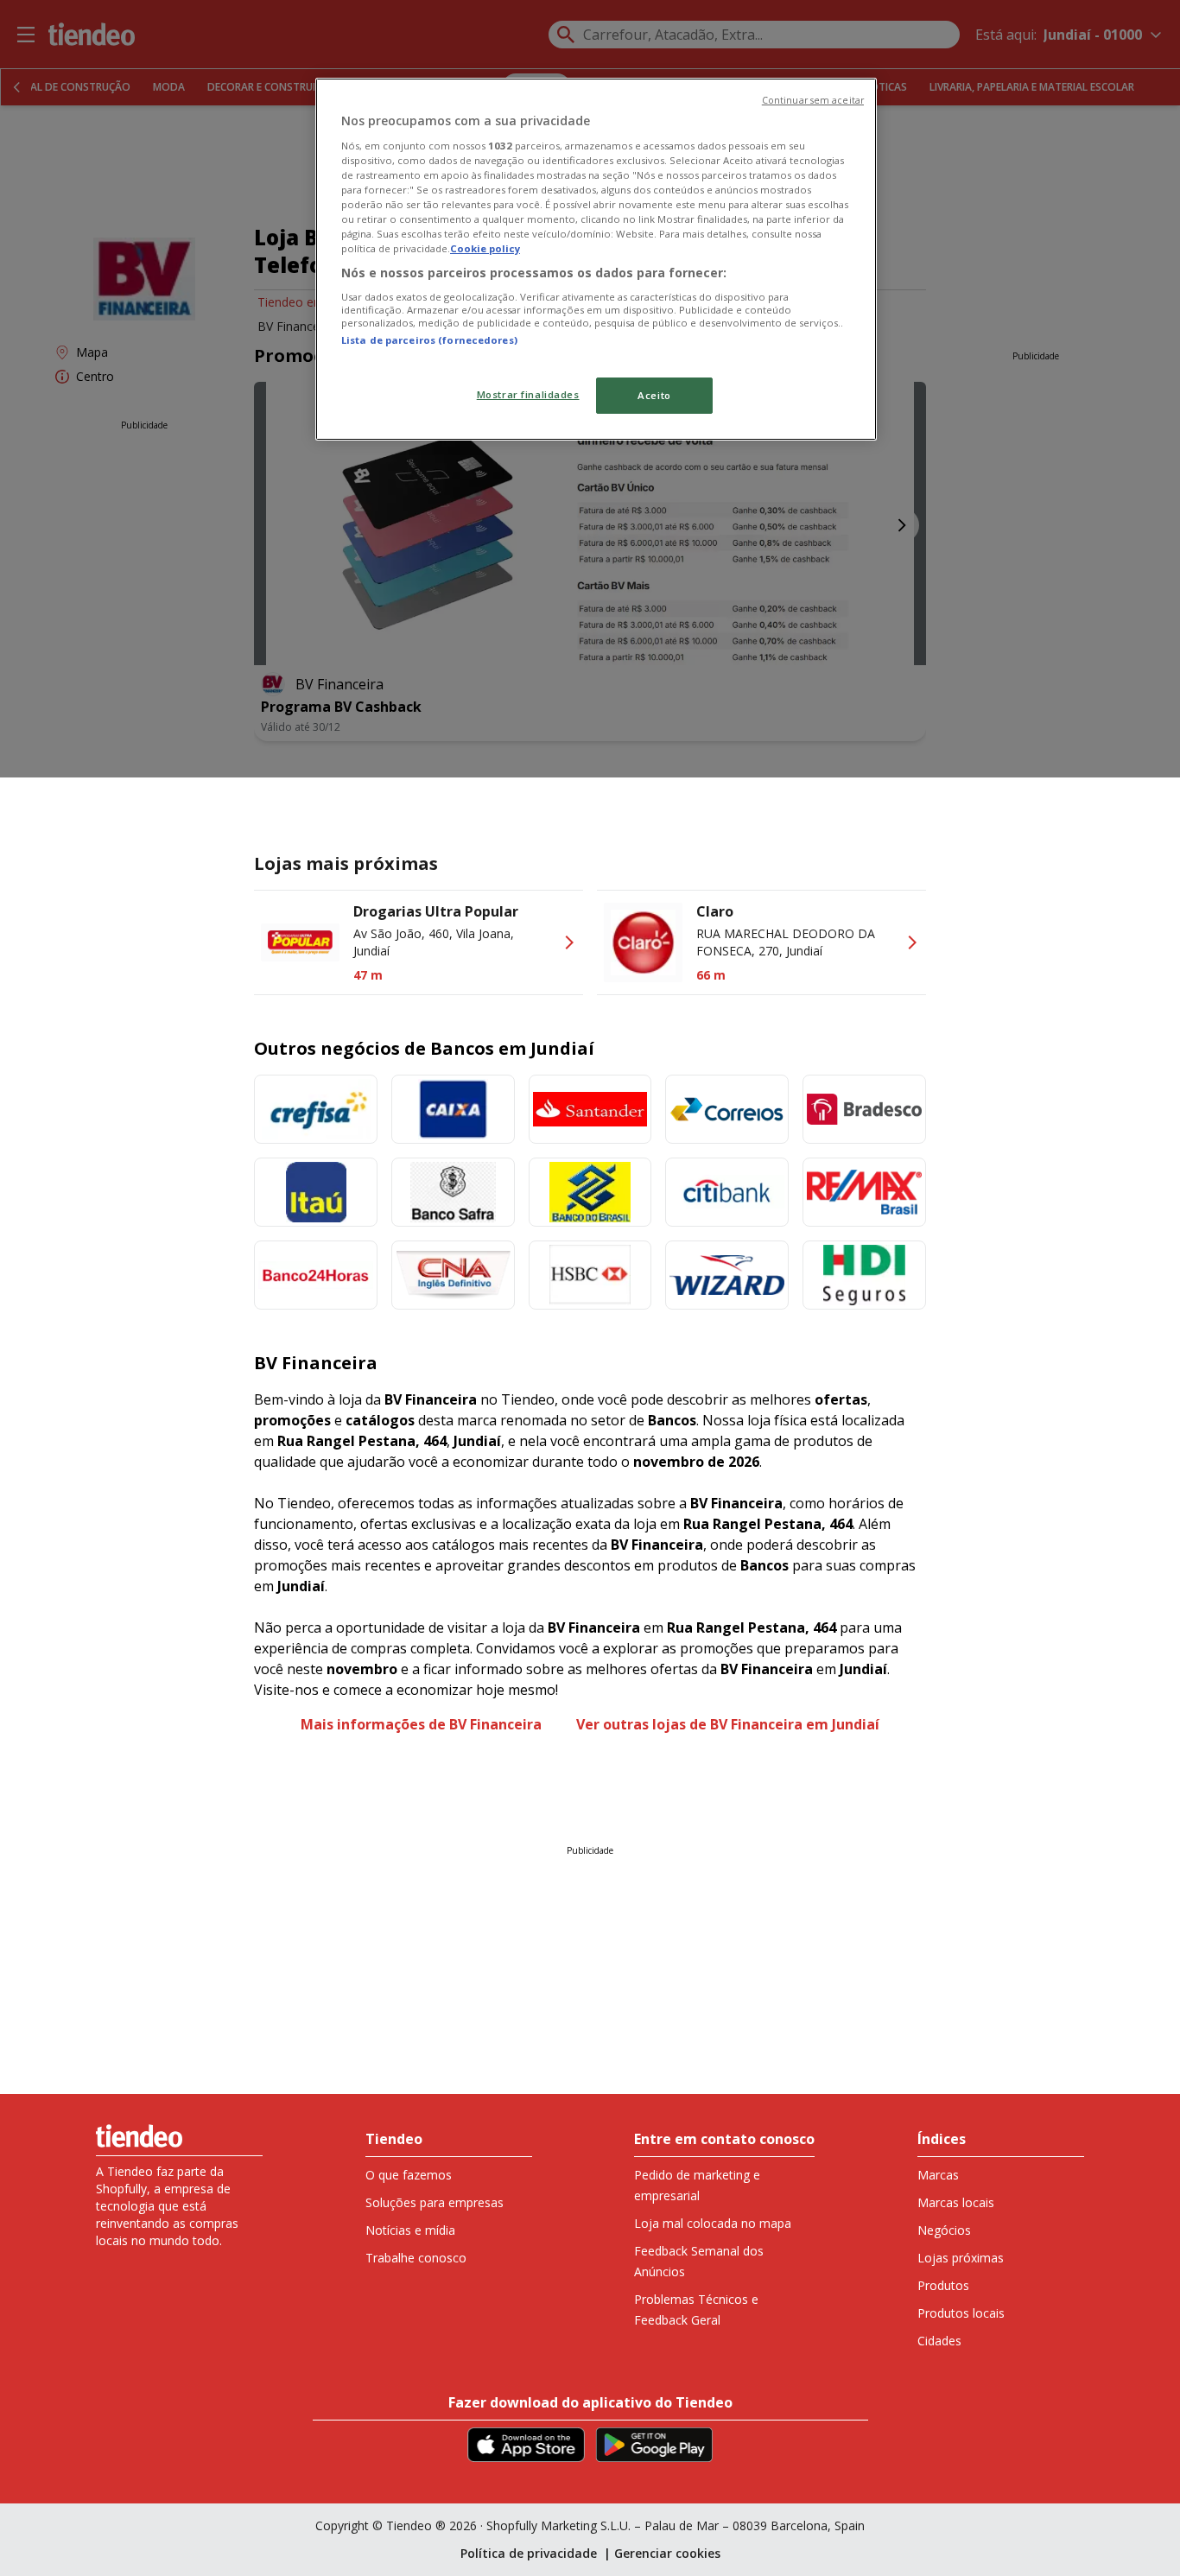 tiendeo
Carrefour, Atacadão, Extra...
Está aqui: Jundiaí - 01000
AL DE CONSTRUÇÃO
MODA
DECORAR E CONSTRU
TICAS
LIVRARIA, PAPELARIA E MATERIAL ESCOLAR
Continuar sem aceitar
Nos preocupamos com a sua privacidade
Nós, em conjunto com nossos 1032 parceiros, armazenamos e acessamos dados pessoais em seu
dispositivo, como dados de navegação ou identificadores exclusivos. Selecionar Aceito ativará tecnologias
de rastreamento em apoio às finalidades mostradas na seção "Nós e nossos parceiros tratamos os dados
para fornecer:" Se os rastreadores forem desativados, alguns dos conteúdos e anúncios mostrados
poderão não ser tão relevantes para você. É possível abrir novamente este menu para alterar suas escolhas
ou retirar o consentimento a qualquer momento, clicando no link Mostrar finalidades, na parte inferior da
página. Suas escolhas terão efeito neste veículo/domínio: Website. Para mais detalhes, consulte nossa
política de privacidade.Cookie policy
Nós e nossos parceiros processamos os dados para fornecer:
Usar dados exatos de geolocalização. Verificar ativamente as características do dispositivo para
identificação. Armazenar e/ou acessar informações em um dispositivo. Publicidade e conteúdo
personalizados, medição de publicidade e conteúdo, pesquisa de público e desenvolvimento de serviços..
Lista de parceiros (fornecedores)
Mostrar finalidades
Aceito
BV
FINANCEIRA
Mapa
Centro
Publicidade
Loja B
Telefo
Tiendeo e
BV Finance
Promo
Publicidade
dinheiro recebe de volta
Ganhe cashback de acordo com o seu cartão e sua fatura mensal
Cartão BV Único
Fatura de até R$ 3.000 Ganhe 0,30% de cashback
Fatura de R$ 3.000,01 até R$ 6.000 Ganhe 0,50% de cashback
Fatura de R$ 6.000,01 até R$ 10.000 Ganhe 0,8% de cashback
Fatura a partir R$ 10.000,01 Ganhe 1,5% de cashback
Cartão BV Mais
Fatura de até R$ 3.000 Ganhe 0,20% de cashback
Fatura de R$ 3.000,01 até R$ 6.000 Ganhe 0,40% de cashback
Fatura de R$ 6.000,01 até R$ 10.000 Ganhe 0,70% de cashback
Fatura a partir R$ 10.000,01 Ganhe 1,1% de cashback
BV Financeira
Programa BV Cashback
Válido até 30/12
Lojas mais próximas
POPULAR
Drogarias Ultra Popular
Av São João, 460, Vila Joana,
Jundiaí
47 m
Claro
Claro
RUA MARECHAL DEODORO DA
FONSECA, 270, Jundiaí
66 m
Outros negócios de Bancos em Jundiaí
crefisa
CAIXA
Santander
Correios
Bradesco
Itaú
Banco Safra
BANCO DO BRASIL
citibank
RE/MAX
Brasil
Banco24Horas
CNA
Inglês Definitivo
HSBC
WIZARD
HDI
Seguros
BV Financeira
Bem-vindo à loja da BV Financeira no Tiendeo, onde você pode descobrir as melhores ofertas,
promoções e catálogos desta marca renomada no setor de Bancos. Nossa loja física está localizada
em Rua Rangel Pestana, 464, Jundiaí, e nela você encontrará uma ampla gama de produtos de
qualidade que ajudarão você a economizar durante todo o novembro de 2026.
No Tiendeo, oferecemos todas as informações atualizadas sobre a BV Financeira, como horários de
funcionamento, ofertas exclusivas e a localização exata da loja em Rua Rangel Pestana, 464. Além
disso, você terá acesso aos catálogos mais recentes da BV Financeira, onde poderá descobrir as
promoções mais recentes e aproveitar grandes descontos em produtos de Bancos para suas compras
em Jundiaí.
Não perca a oportunidade de visitar a loja da BV Financeira em Rua Rangel Pestana, 464 para uma
experiência de compras completa. Convidamos você a explorar as promoções que preparamos para
você neste novembro e a ficar informado sobre as melhores ofertas da BV Financeira em Jundiaí.
Visite-nos e comece a economizar hoje mesmo!
Mais informações de BV Financeira
Ver outras lojas de BV Financeira em Jundiaí
Publicidade
tiendeo
A Tiendeo faz parte da
Shopfully, a empresa de
tecnologia que está
reinventando as compras
locais no mundo todo.
Tiendeo
O que fazemos
Soluções para empresas
Notícias e mídia
Trabalhe conosco
Entre em contato conosco
Pedido de marketing e
empresarial
Loja mal colocada no mapa
Feedback Semanal dos
Anúncios
Problemas Técnicos e
Feedback Geral
Índices
Marcas
Marcas locais
Negócios
Lojas próximas
Produtos
Produtos locais
Cidades
Fazer download do aplicativo do Tiendeo
Download on the
App Store
GET IT ON
Google Play
Copyright © Tiendeo ® 2026 · Shopfully Marketing S.L.U. – Palau de Mar – 08039 Barcelona, Spain
Política de privacidade | Gerenciar cookies